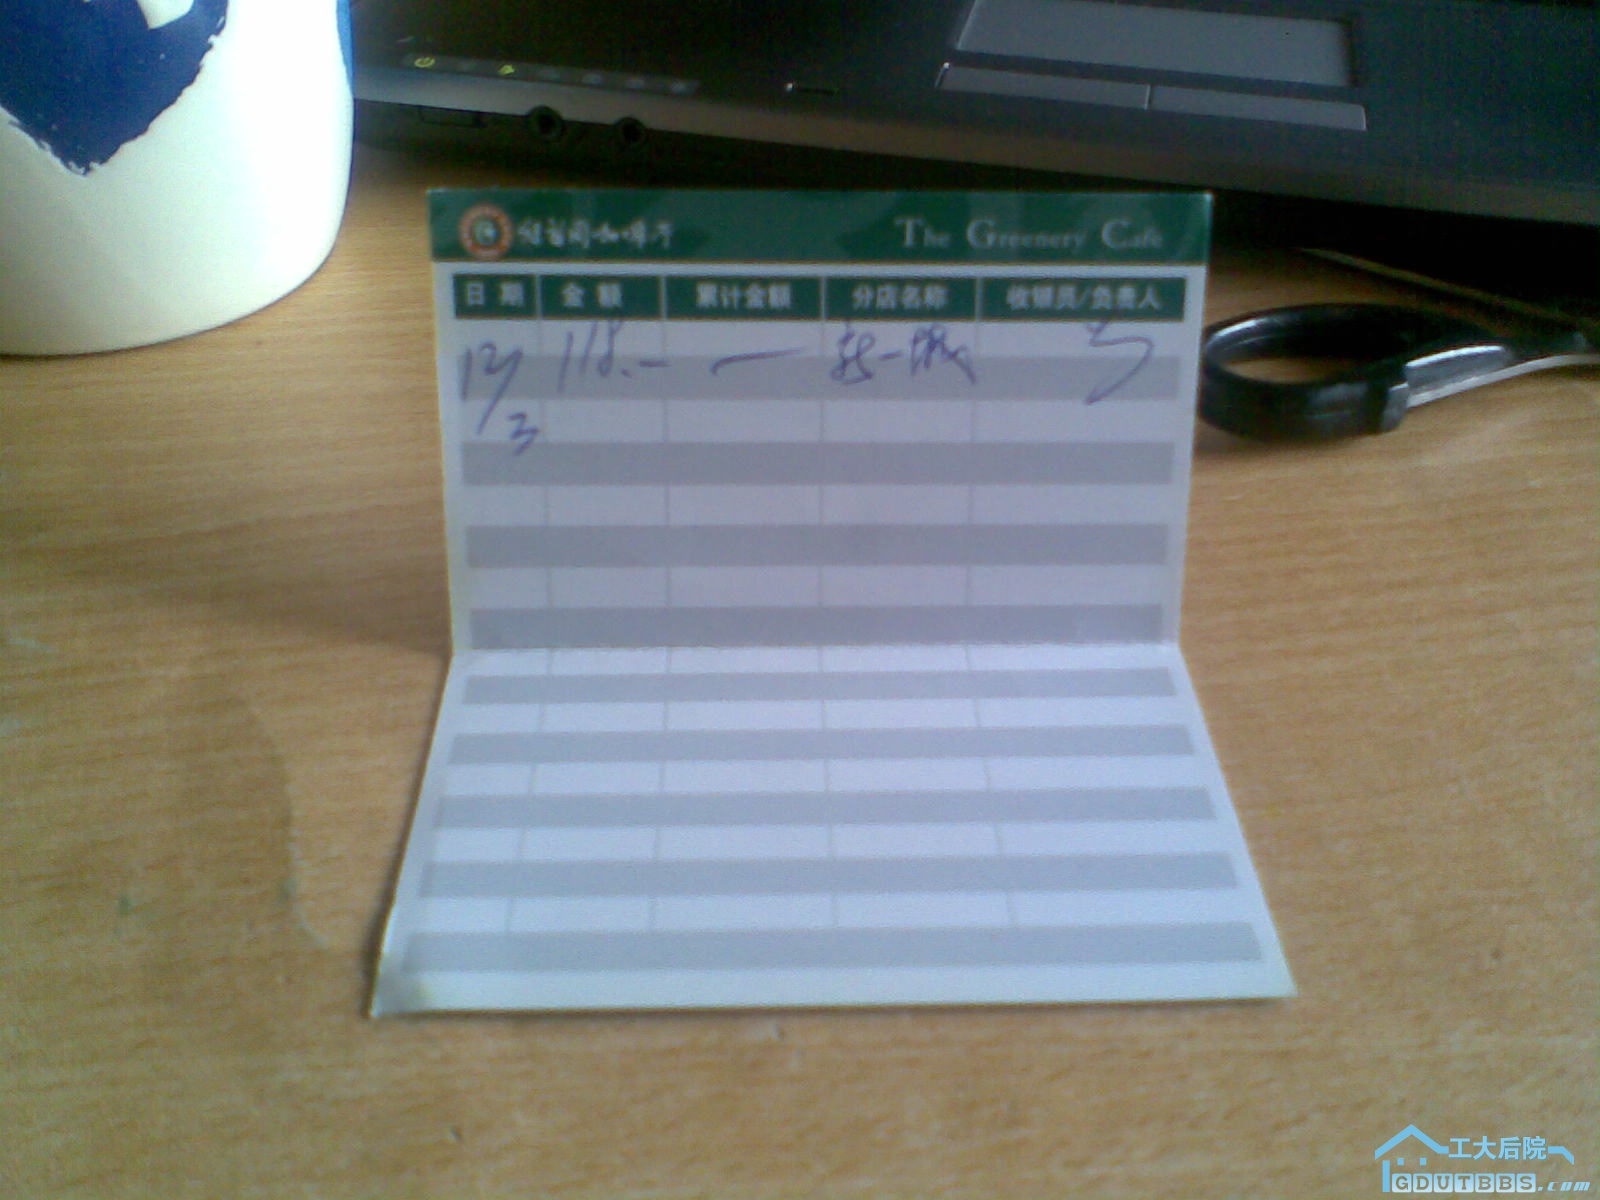 绿茵阁咖啡厅 The Greenery Cafe
日期 金额 累计金额 分店名称 收银员/负责人
12/3 118.- —
工大后院
GDUTBBS.com